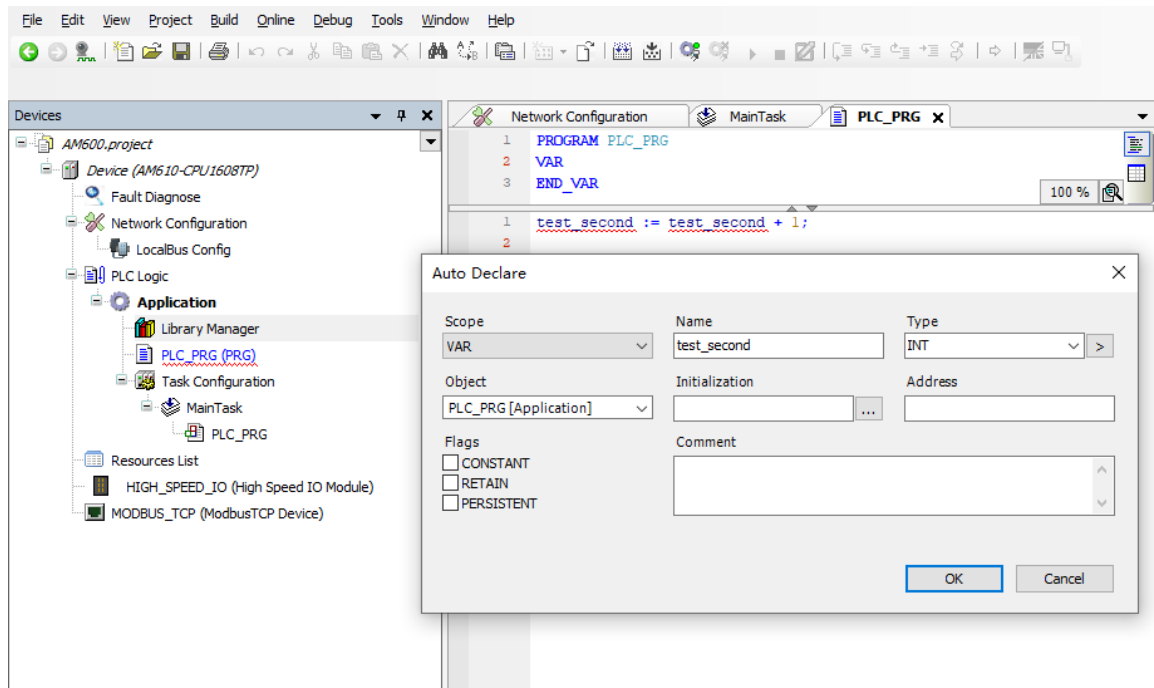 File Edit View Project Build Online Debug Tools Window Help
Devices
AM600.project
Device (AM610-CPU1608TP)
Fault Diagnose
Network Configuration
LocalBus Config
PLC Logic
Application
Library Manager
PLC_PRG (PRG)
Task Configuration
MainTask
PLC_PRG
Resources List
HIGH_SPEED_IO (High Speed IO Module)
MODBUS_TCP (ModbusTCP Device)
Network Configuration MainTask PLC_PRG X
1 PROGRAM PLC_PRG
2 VAR
3 END_VAR
100 %
1 test_second := test_second + 1;
2
Auto Declare
Scope Name Type
VAR test_second INT >
Object Initialization Address
PLC_PRG [Application] ...
Flags Comment
CONSTANT
RETAIN
PERSISTENT
OK Cancel